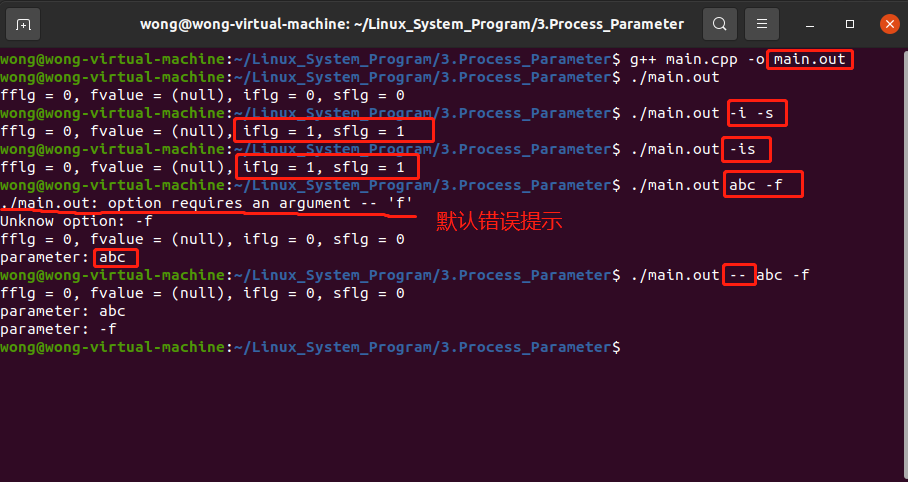 wong@wong-virtual-machine: ~/Linux_System_Program/3.Process_Parameter
wong@wong-virtual-machine:~/Linux_System_Program/3.Process_Parameter$ g++ main.cpp -o main.out
wong@wong-virtual-machine:~/Linux_System_Program/3.Process_Parameter$ ./main.out
fflg = 0, fvalue = (null), iflg = 0, sflg = 0
wong@wong-virtual-machine:~/Linux_System_Program/3.Process_Parameter$ ./main.out -i -s
fflg = 0, fvalue = (null), iflg = 1, sflg = 1
wong@wong-virtual-machine:~/Linux_System_Program/3.Process_Parameter$ ./main.out -is
fflg = 0, fvalue = (null), iflg = 1, sflg = 1
wong@wong-virtual-machine:~/Linux_System_Program/3.Process_Parameter$ ./main.out abc -f
./main.out: option requires an argument -- 'f'
默认错误提示
Unknow option: -f
fflg = 0, fvalue = (null), iflg = 0, sflg = 0
parameter: abc
wong@wong-virtual-machine:~/Linux_System_Program/3.Process_Parameter$ ./main.out -- abc -f
fflg = 0, fvalue = (null), iflg = 0, sflg = 0
parameter: abc
parameter: -f
wong@wong-virtual-machine:~/Linux_System_Program/3.Process_Parameter$